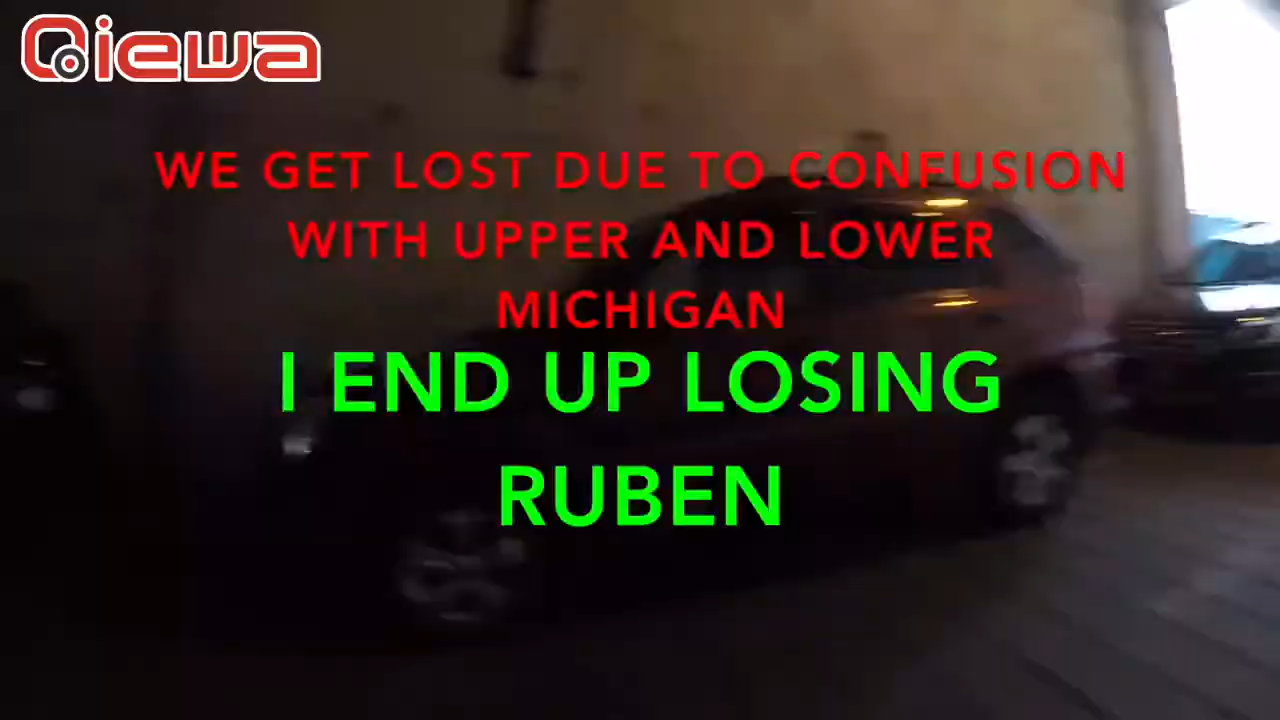 Qiewa
WE GET LOST DUE TO CONFUSION
WITH UPPER AND LOWER
MICHIGAN
I END UP LOSING
RUBEN